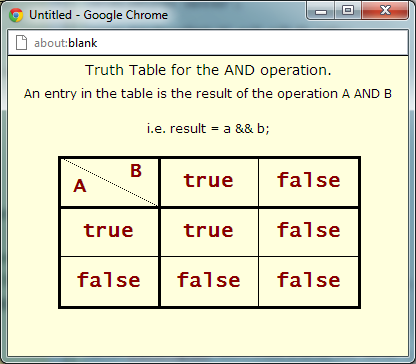 Untitled - Google Chrome
about:blank
Truth Table for the AND operation.
An entry in the table is the result of the operation A AND B
i.e. result = a && b;
B
A
true false
true true false
false false false